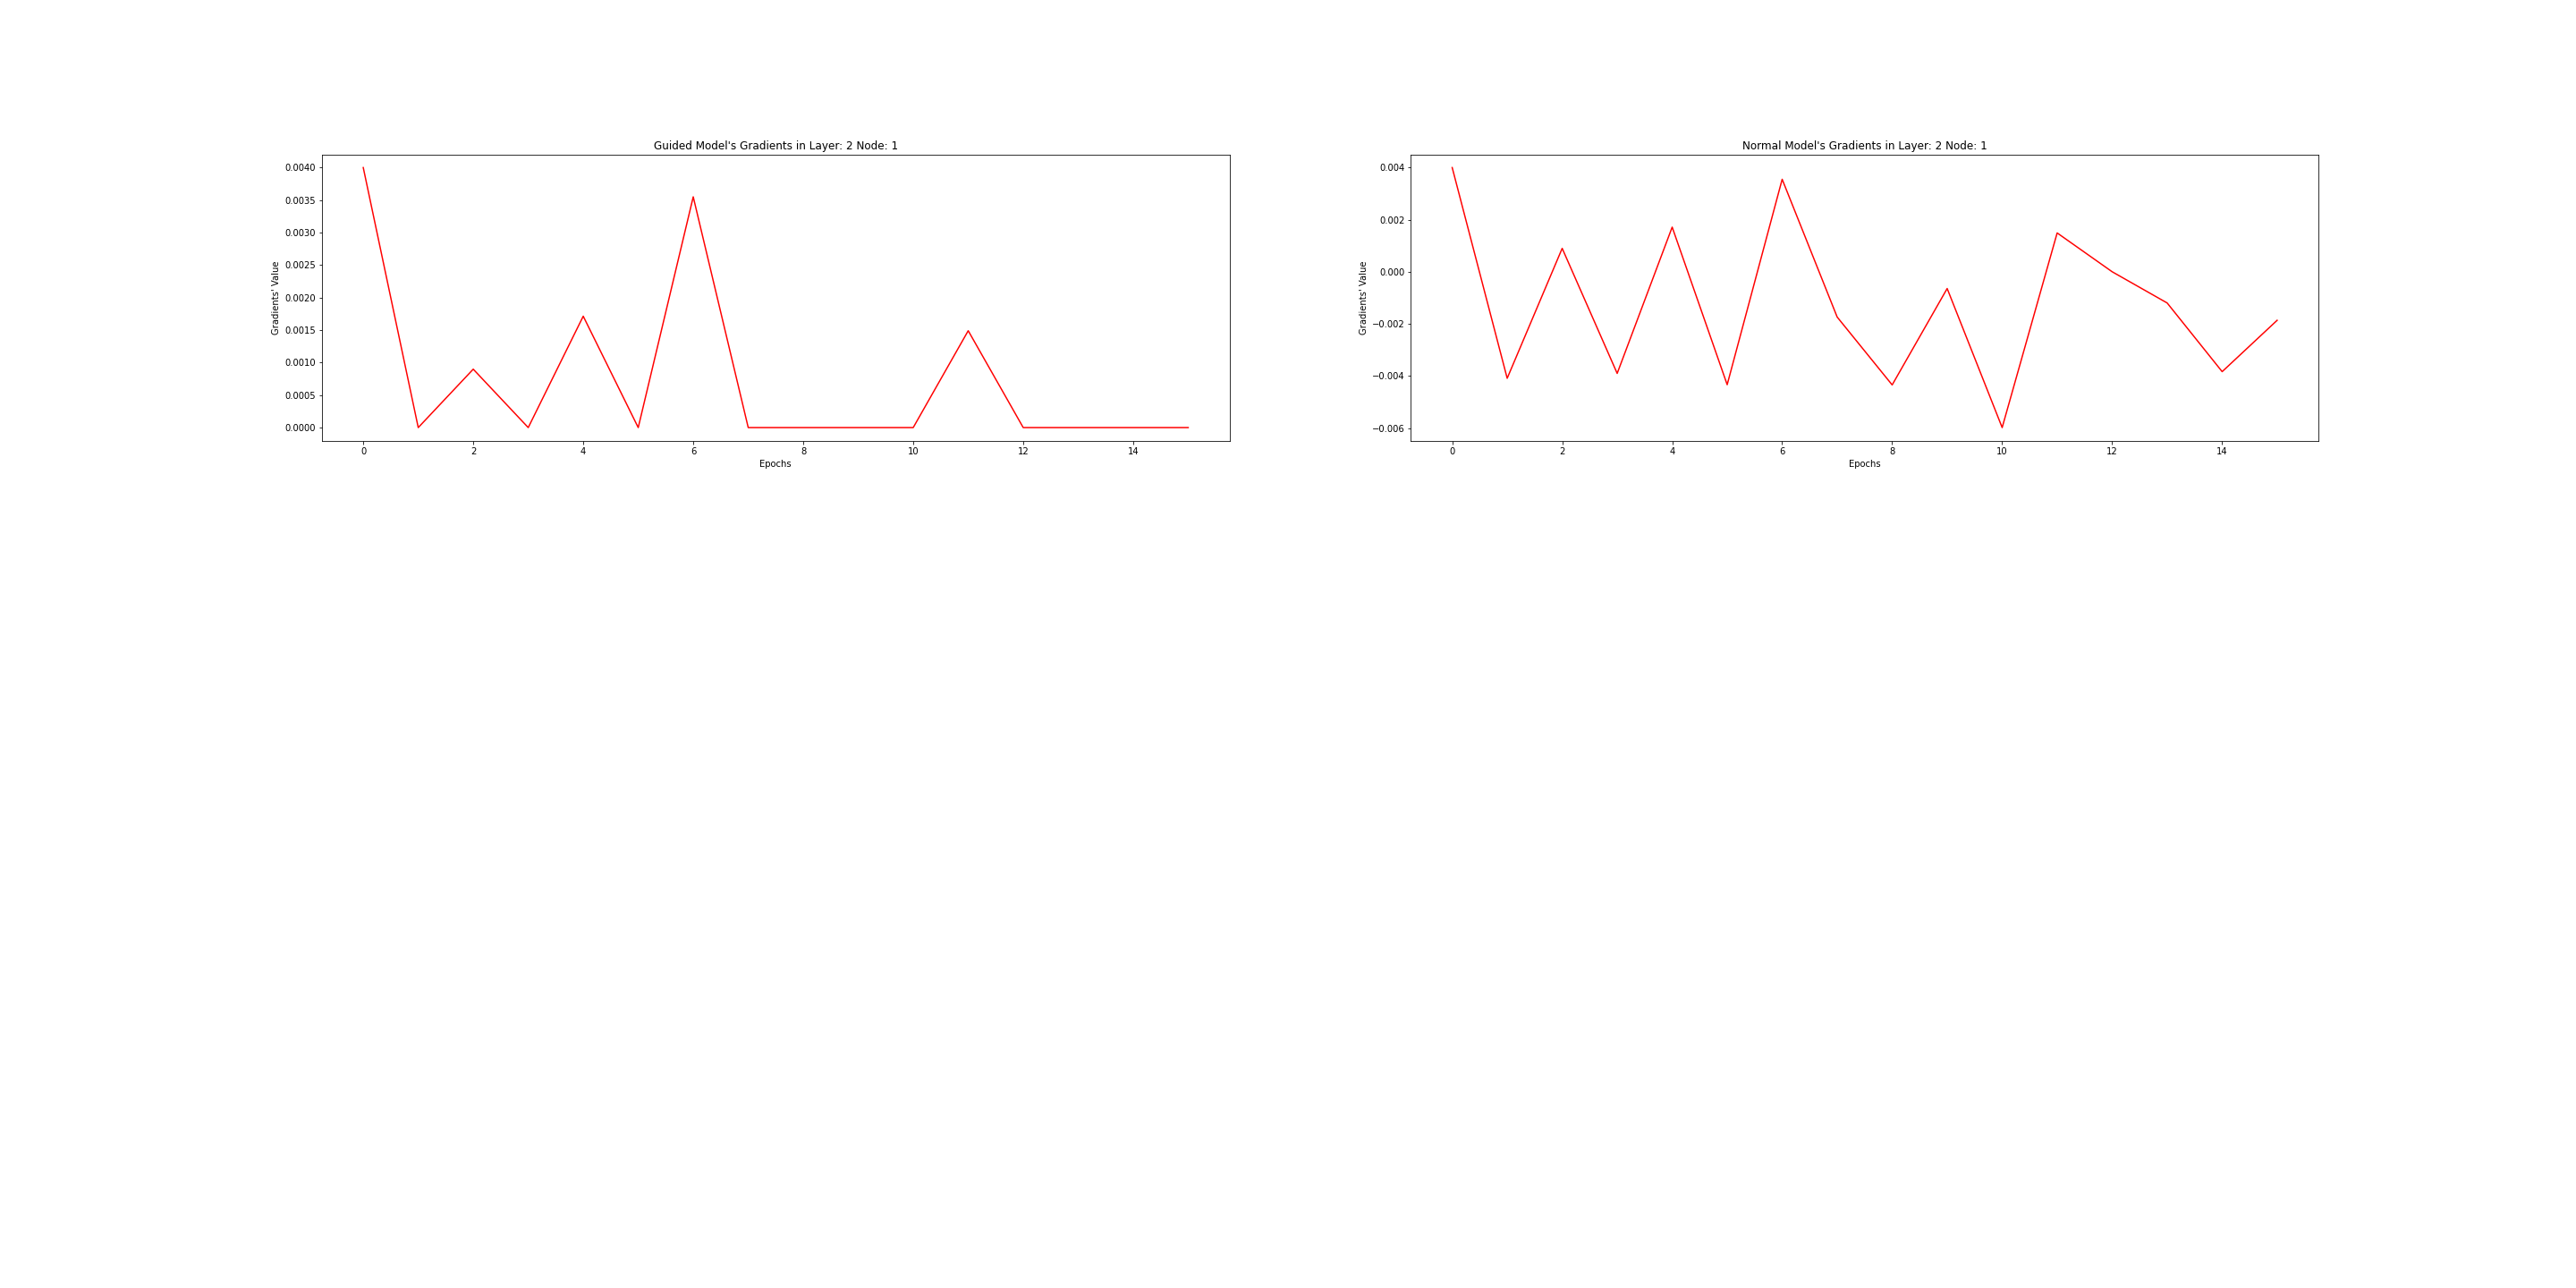 Guided Model's Gradients in Layer: 2 Node: 1
0.0040
0.0035
0.0030
0.0025
0.0020
0.0015
0.0010
0.0005
0.0000
Gradients' Value
0 2 4 6 8 10 12 14
Epochs
Normal Model's Gradients in Layer: 2 Node: 1
0.004
0.002
0.000
−0.002
−0.004
−0.006
Gradients' Value
0 2 4 6 8 10 12 14
Epochs